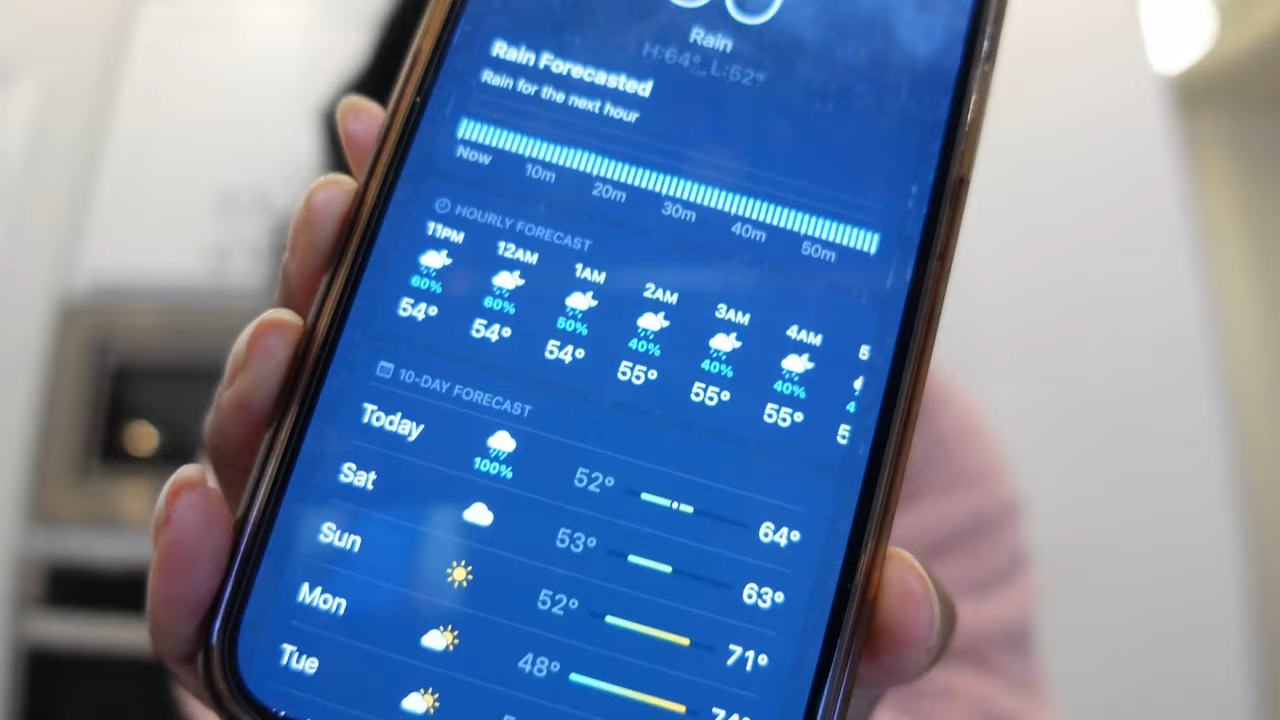 Rain
H:64° L:52°
Rain Forecasted
Rain for the next hour
Now 10m 20m 30m 40m 50m
HOURLY FORECAST
11PM 12AM 1AM 2AM 3AM 4AM
60% 60% 50% 40% 40% 40%
54° 54° 54° 55° 55° 55°
10-DAY FORECAST
Today 100% 52° 64°
Sat 53° 63°
Sun 52° 71°
Mon 48° 74°
Tue